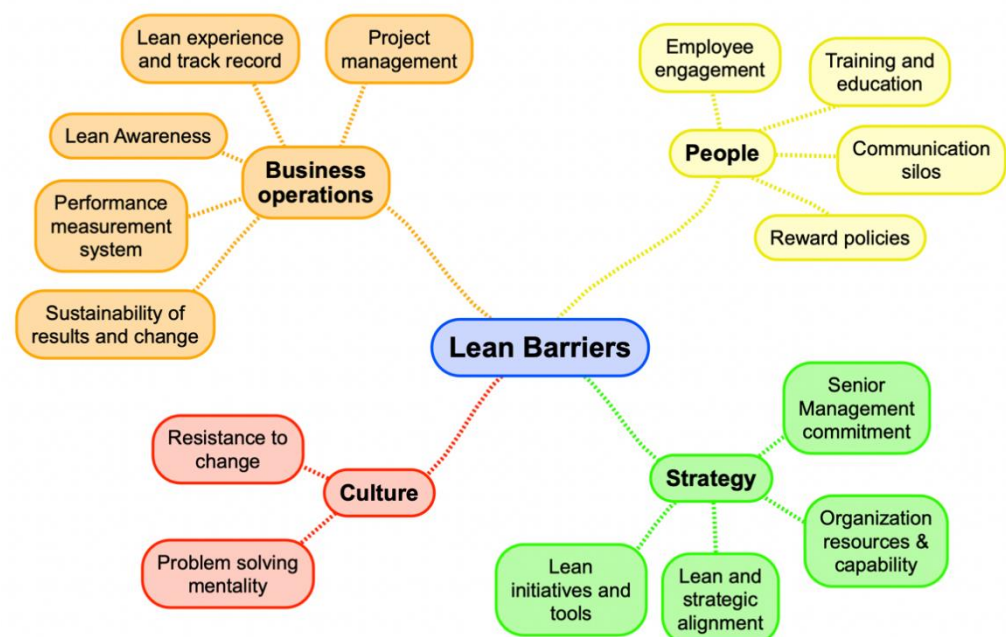 Lean experience
and track record
Project
management
Lean Awareness
Business
operations
Performance
measurement
system
Sustainability of
results and change
Employee
engagement
Training and
education
People
Communication
silos
Reward policies
Lean Barriers
Resistance to
change
Culture
Problem solving
mentality
Senior
Management
commitment
Strategy
Organization
resources &
capability
Lean
initiatives and
tools
Lean and
strategic
alignment